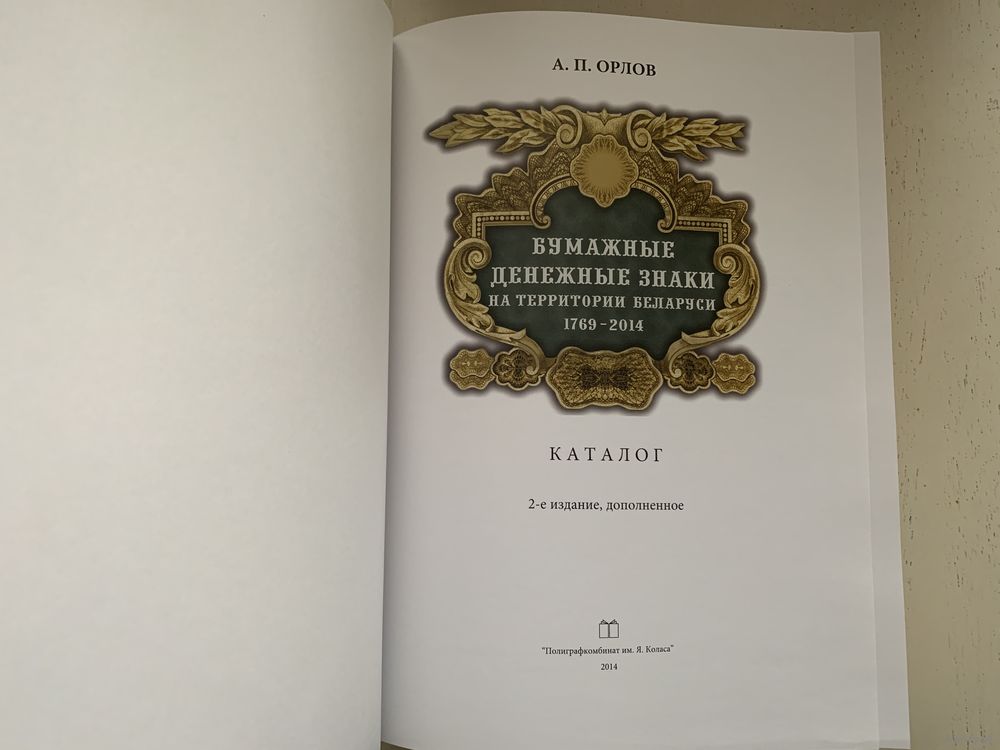 А. П. ОРЛОВ
БУМАЖНЫЕ
ДЕНЕЖНЫЕ ЗНАКИ
НА ТЕРРИТОРИИ БЕЛАРУСИ
1769–2014
КАТАЛОГ
2-е издание, дополненное
"Полиграфкомбинат им. Я. Коласа"
2014